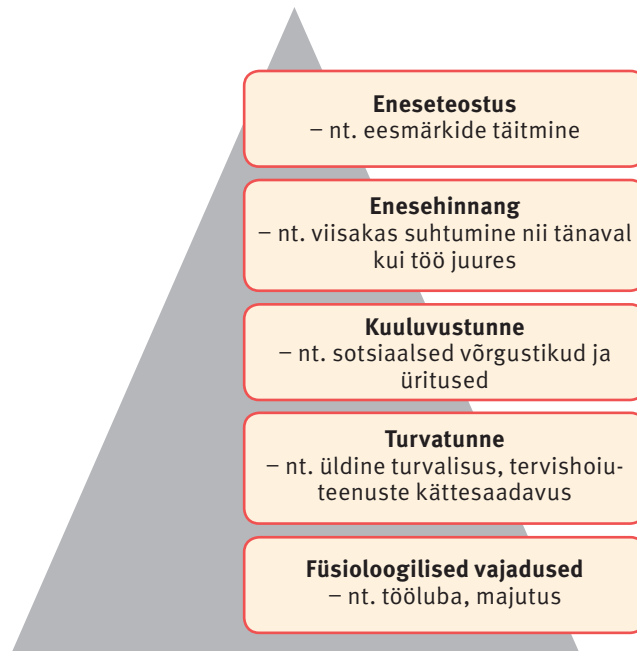 Eneseteostus
– nt. eesmärkide täitmine
Enesehinnang
– nt. viisakas suhtumine nii tänaval
kui töö juures
Kuuluvustunne
– nt. sotsiaalsed võrgustikud ja
üritused
Turvatunne
– nt. üldine turvalisus, tervishoiu-
teenuste kättesaadavus
Füsioloogilised vajadused
– nt. tööluba, majutus